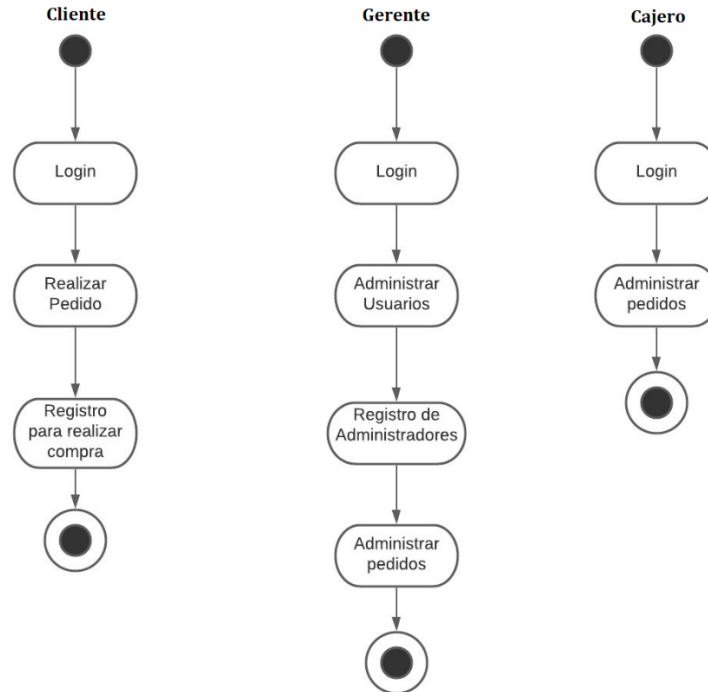 Cliente
Gerente
Cajero
Login
Login
Login
Realizar
Pedido
Administrar
Usuarios
Administrar
pedidos
Registro
para realizar
compra
Registro de
Administradores
Administrar
pedidos